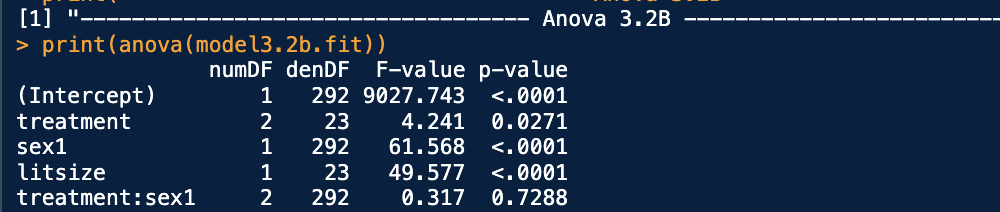 [1] "---------------------------------- Anova 3.2B ------------------------
> print(anova(model3.2b.fit))
               numDF denDF  F-value p-value
(Intercept)        1   292 9027.743  <.0001
treatment          2    23    4.241  0.0271
sex1               1   292   61.568  <.0001
litsize            1    23   49.577  <.0001
treatment:sex1     2   292    0.317  0.7288